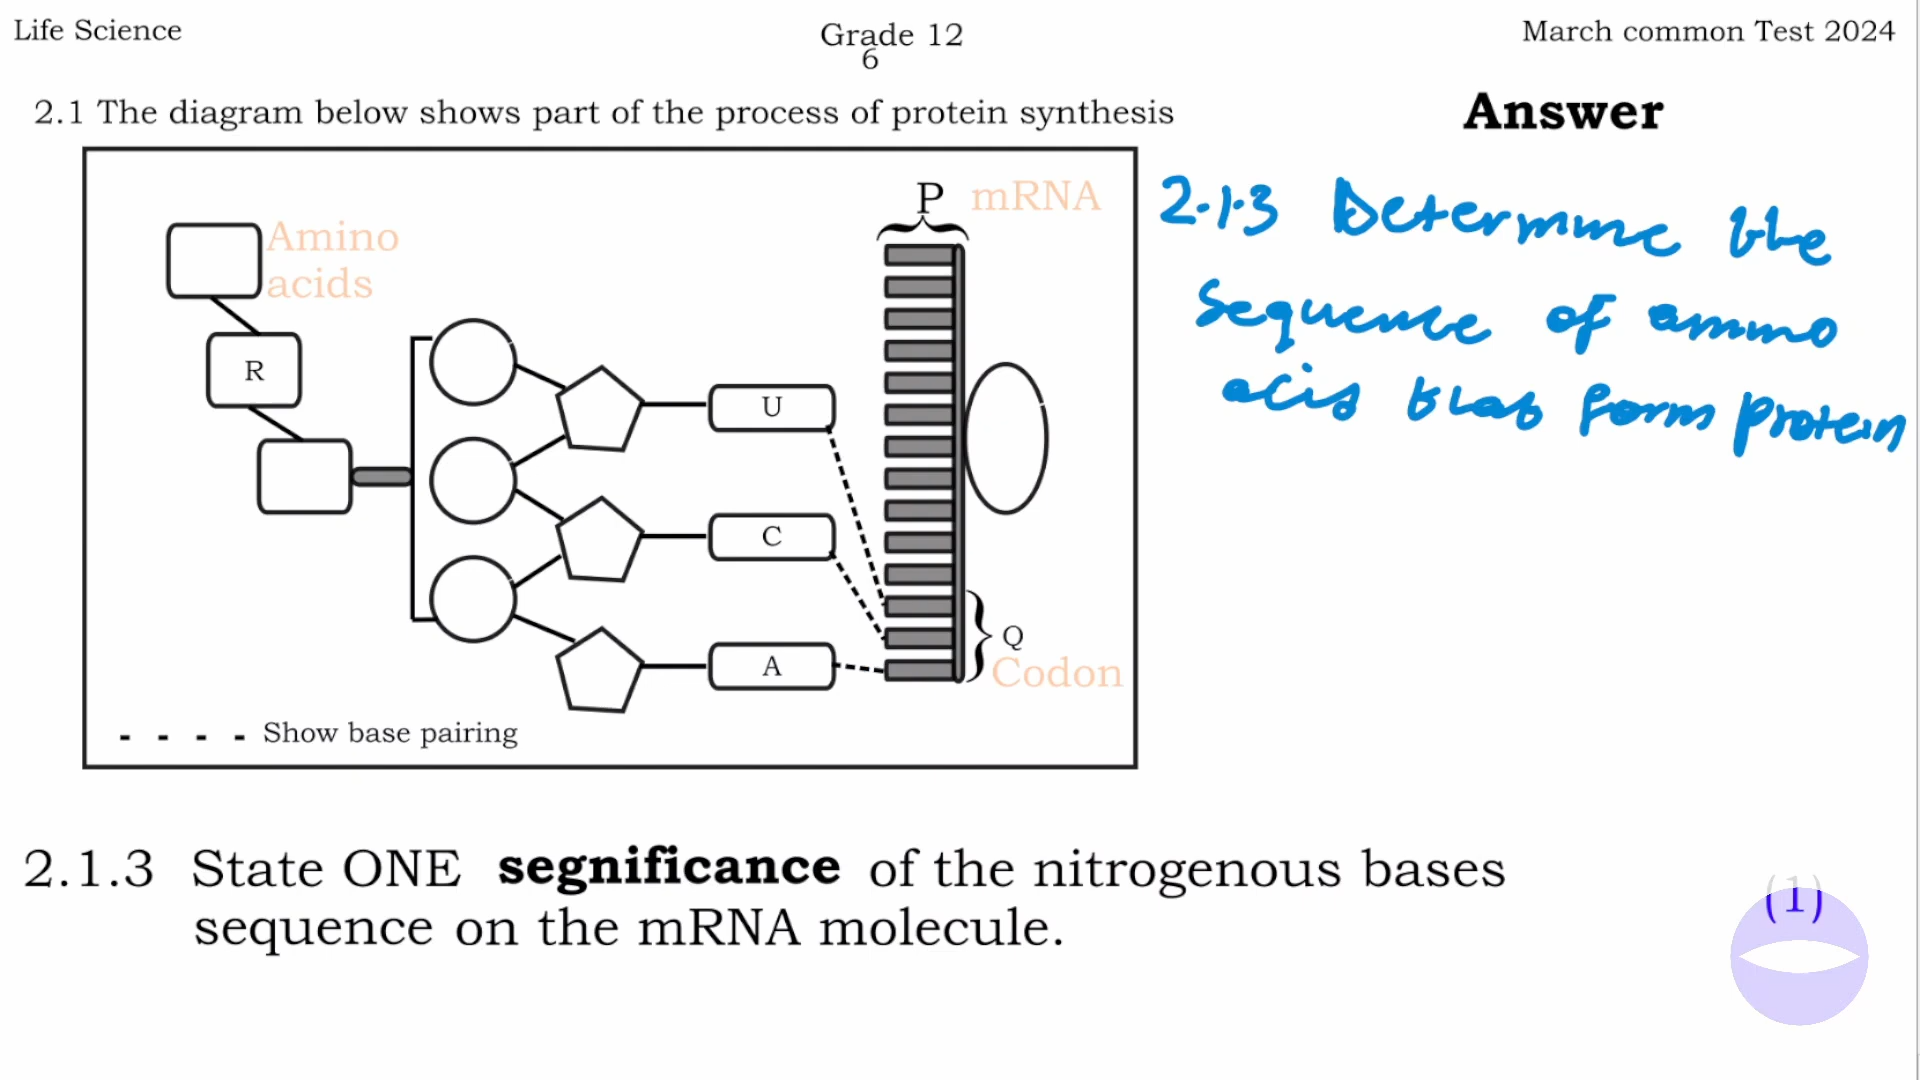 Life Science
Grade 12
March common Test 2024
6
2.1 The diagram below shows part of the process of protein synthesis
Answer
P mRNA
Amino
acids
R
U
C
A
Q
Codon
- - - - Show base pairing
2.1.3 Determine the
sequence of amino
acid that form protein
2.1.3 State ONE segnificance of the nitrogenous bases
sequence on the mRNA molecule.
(1)